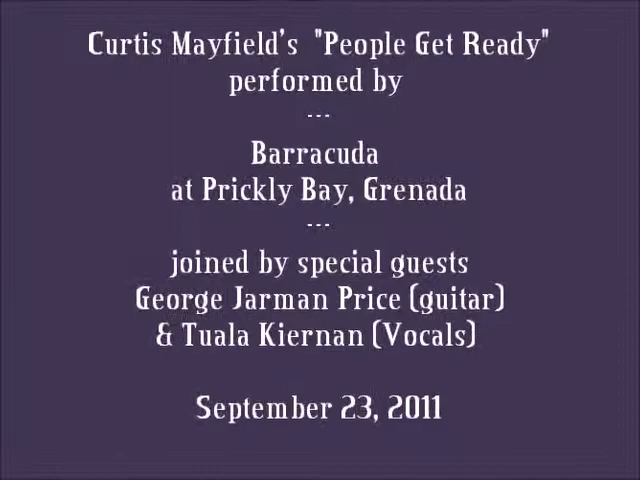 Curtis Mayfield's "People Get Ready"
performed by
---
Barracuda
at Prickly Bay, Grenada
---
joined by special guests
George Jarman Price (guitar)
& Tuala Kiernan (Vocals)
September 23, 2011